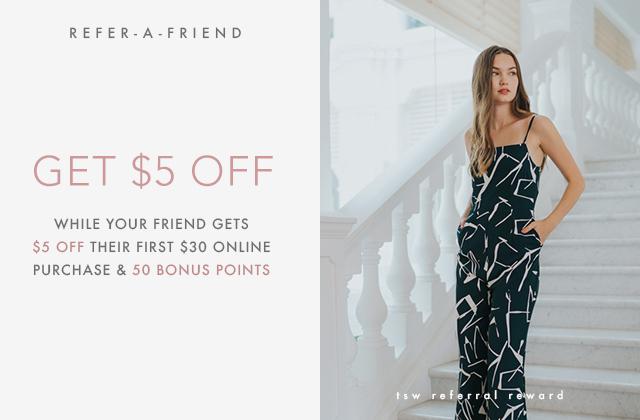 REFER-A-FRIEND
GET $5 OFF
WHILE YOUR FRIEND GETS
$5 OFF THEIR FIRST $30 ONLINE
PURCHASE & 50 BONUS POINTS
tsw referral reward